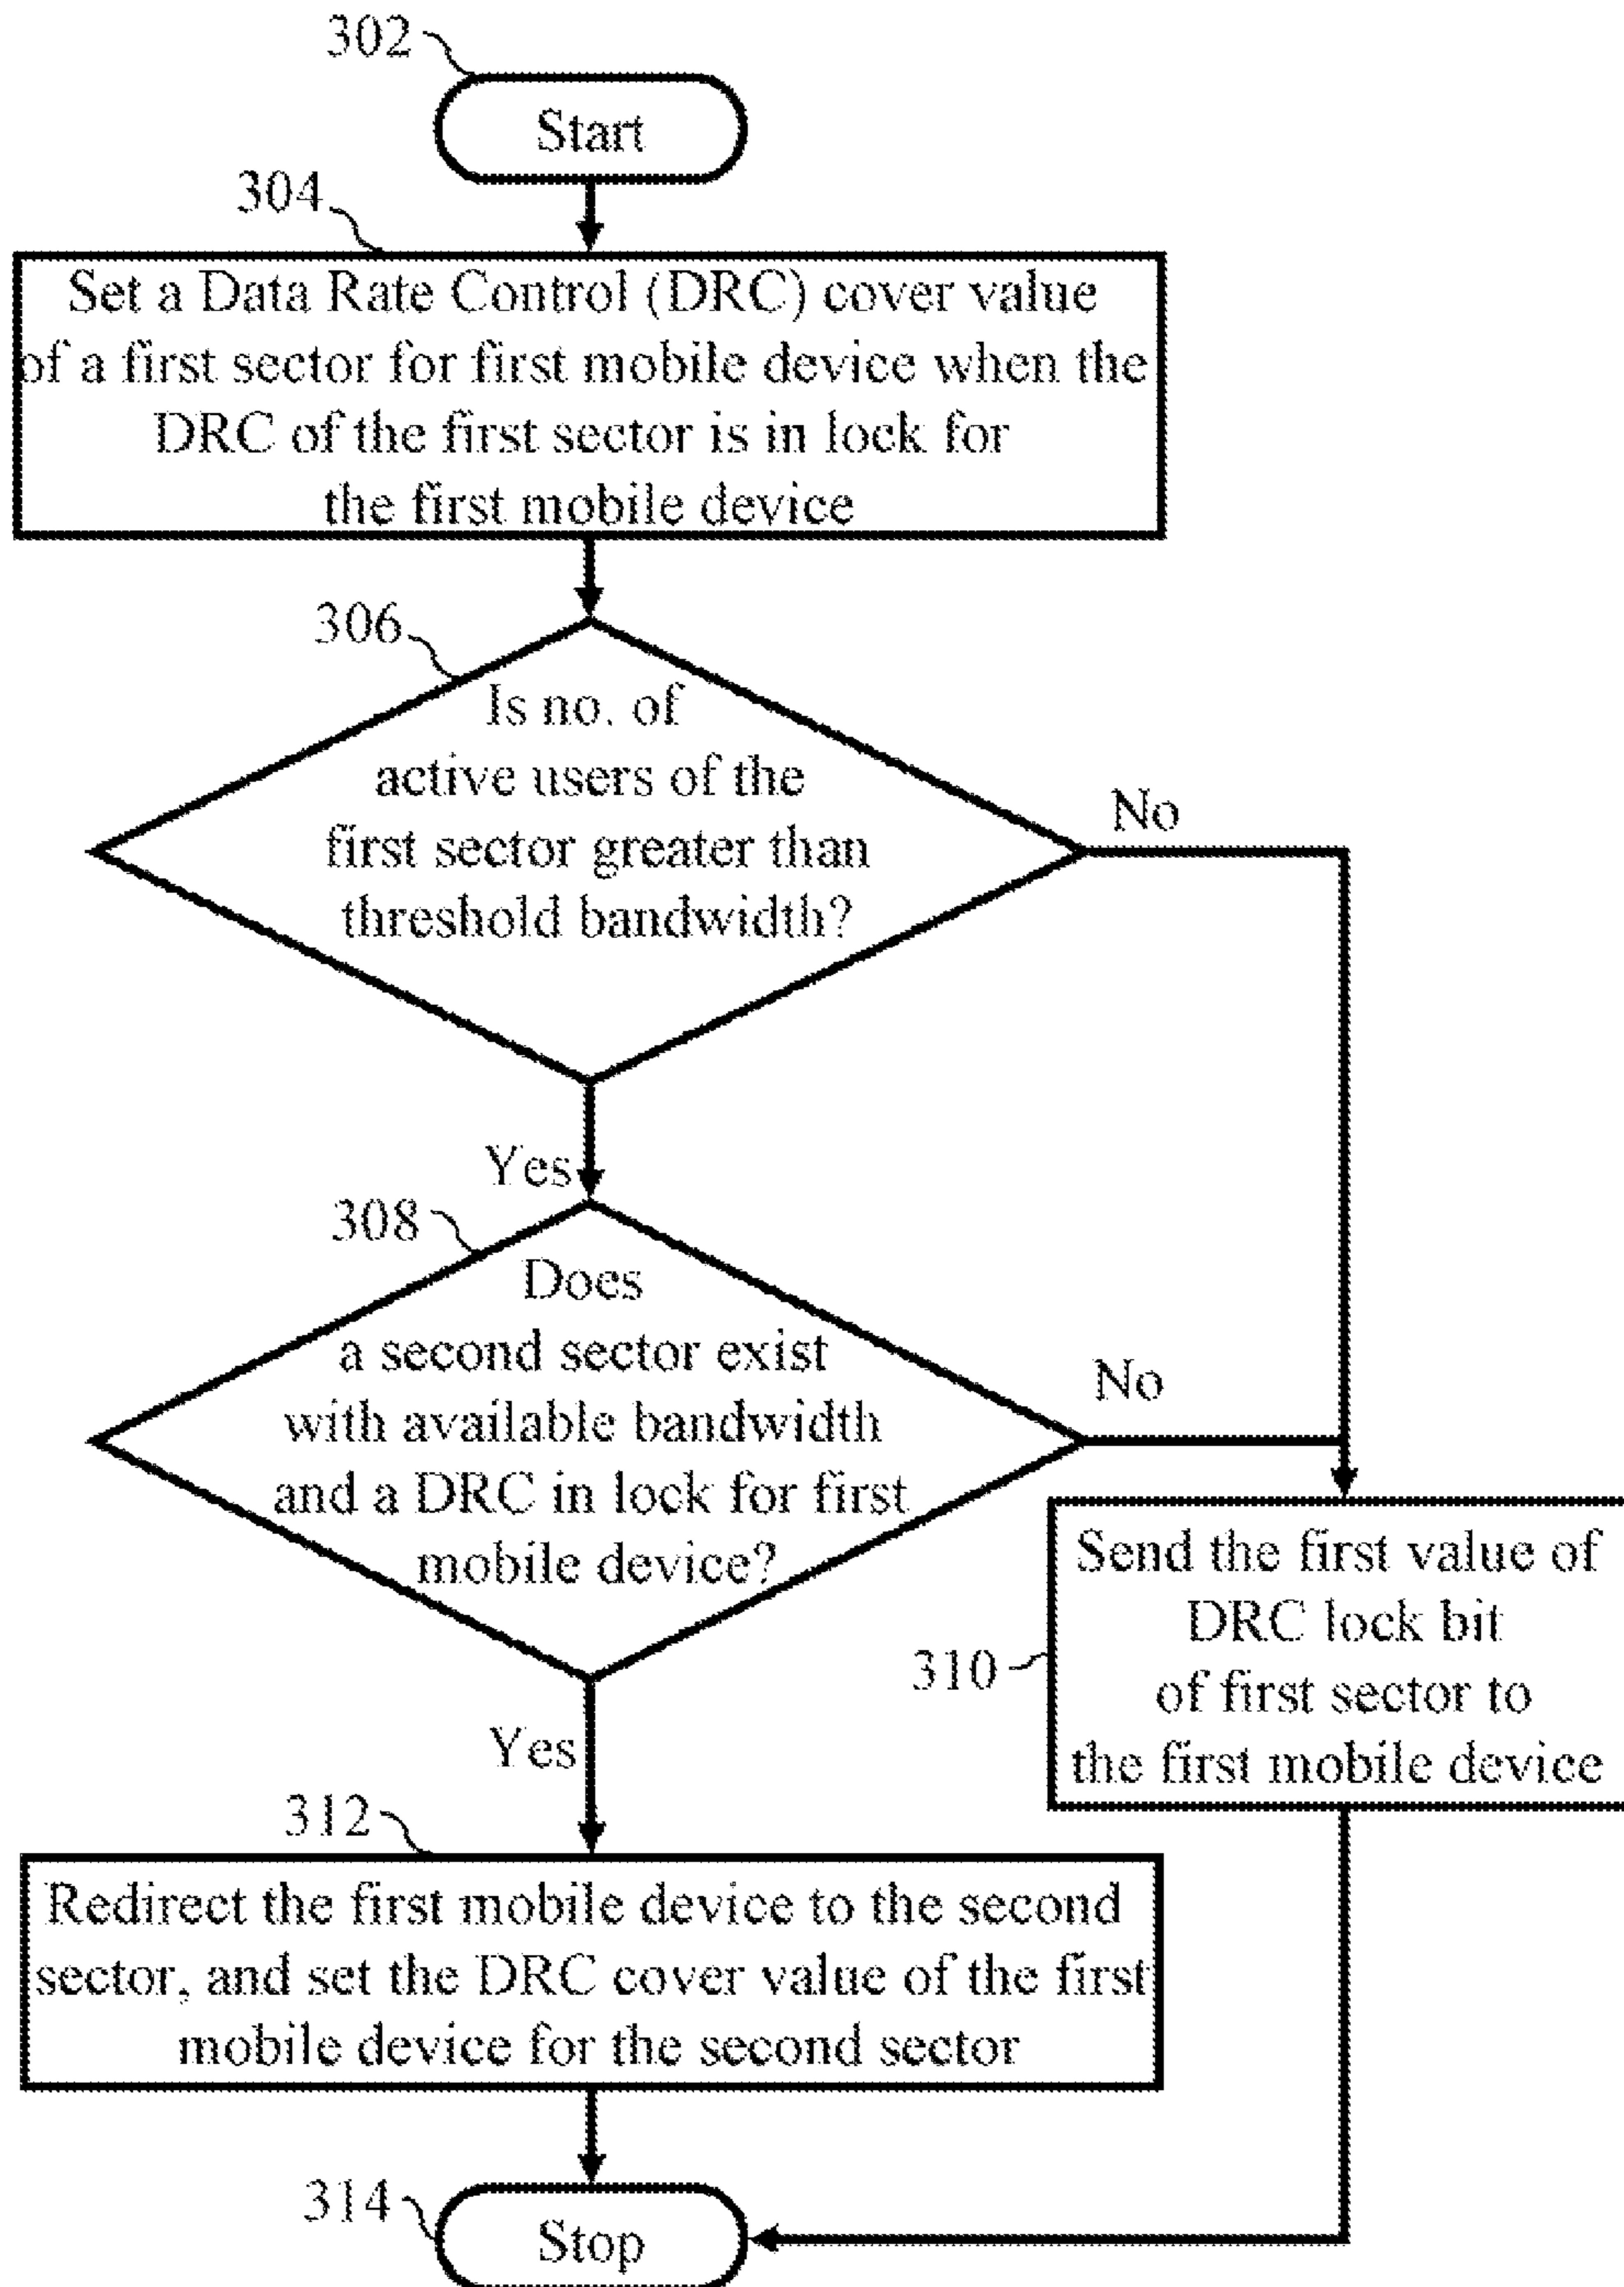 302
Start
304
Set a Data Rate Control (DRC) cover value
of a first sector for first mobile device when the
DRC of the first sector is in lock for
the first mobile device
306
Is no. of
active users of the
first sector greater than
threshold bandwidth?
No
Yes
308
Does
a second sector exist
with available bandwidth
and a DRC in lock for first
mobile device?
No
Yes
310
Send the first value of
DRC lock bit
of first sector to
the first mobile device
312
Redirect the first mobile device to the second
sector, and set the DRC cover value of the first
mobile device for the second sector
314
Stop